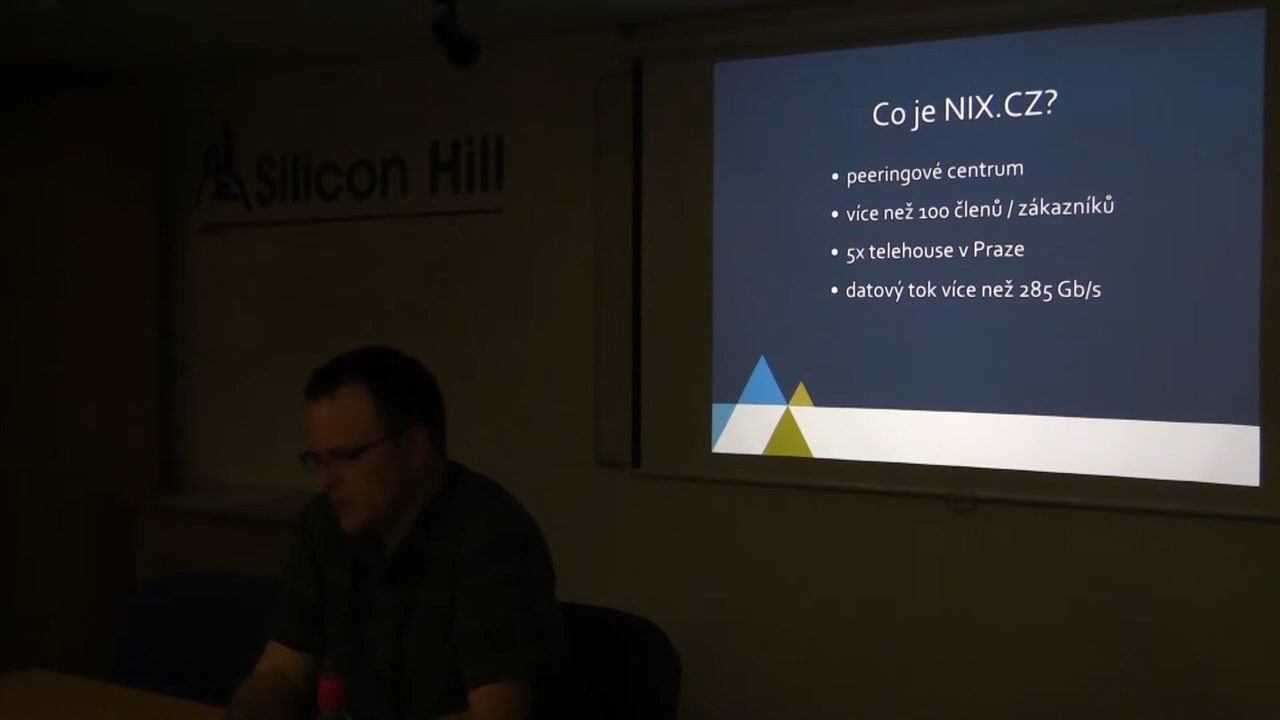 Silicon Hill
Co je NIX.CZ?
• peeringové centrum
• více než 100 členů / zákazníků
• 5x telehouse v Praze
• datový tok více než 285 Gb/s